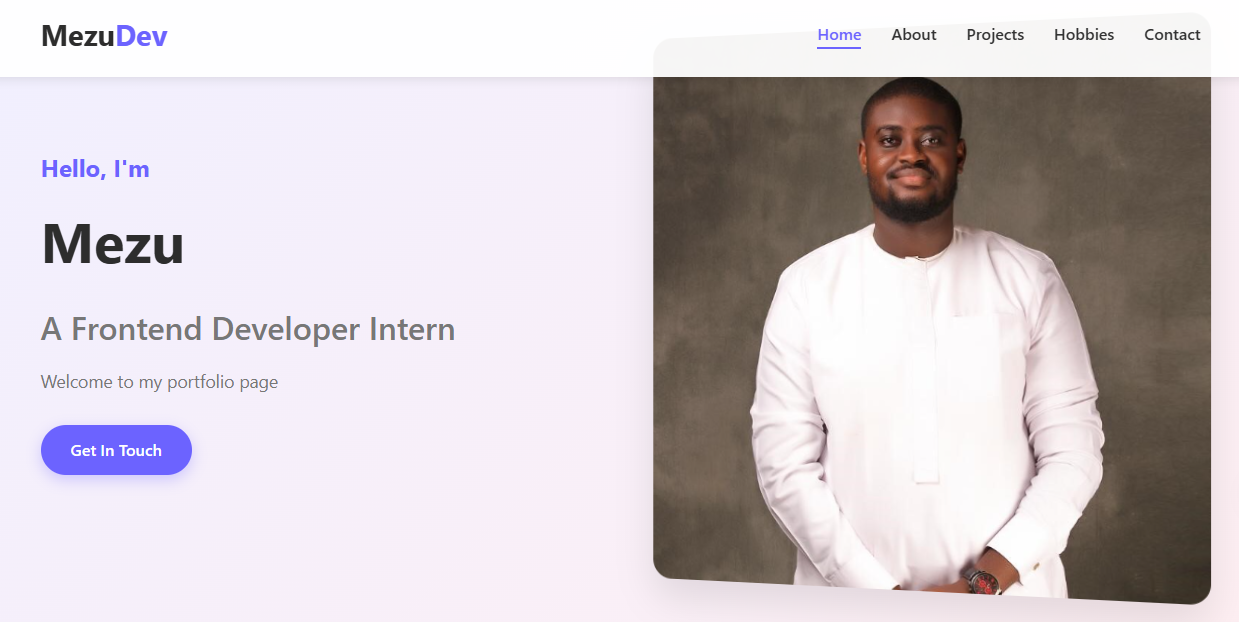 MezuDev
Home About Projects Hobbies Contact
Hello, I'm
Mezu
A Frontend Developer Intern
Welcome to my portfolio page
Get In Touch